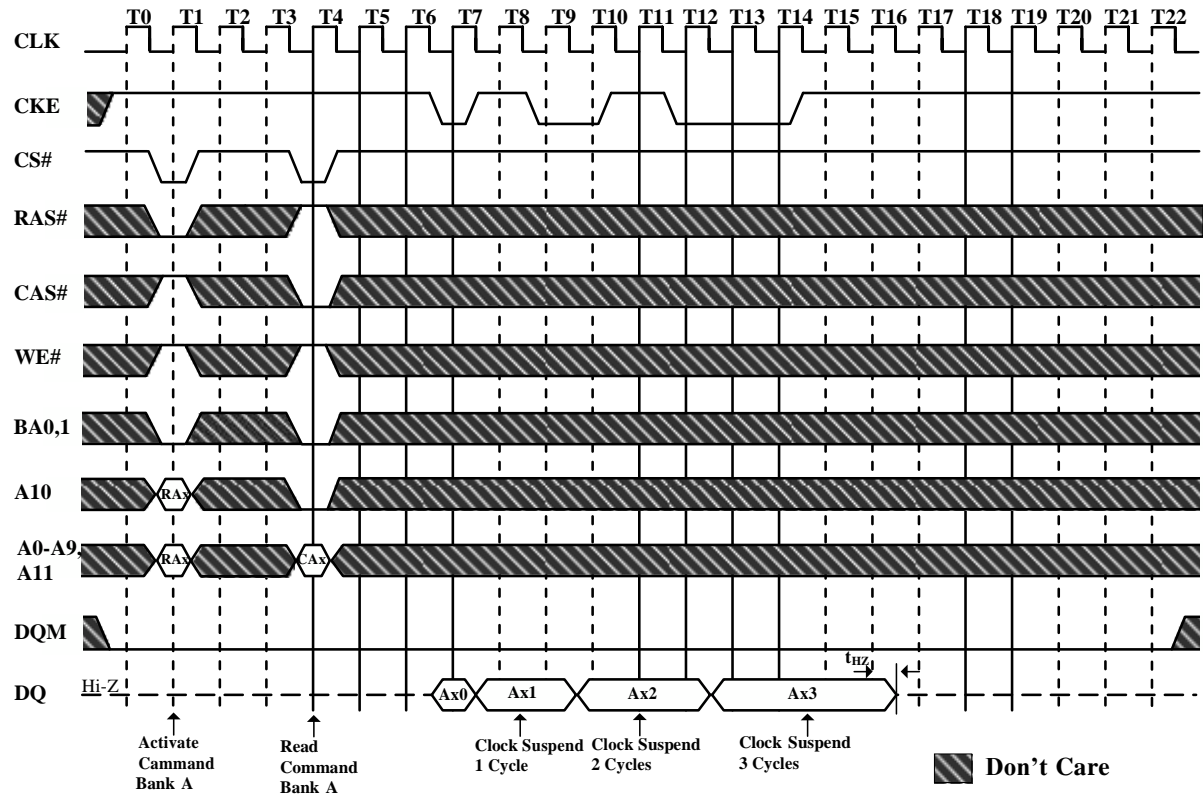 T0 T1 T2 T3 T4 T5 T6 T7 T8 T9 T10 T11 T12 T13 T14 T15 T16 T17 T18 T19 T20 T21 T22
CLK
CKE
CS#
RAS#
CAS#
WE#
BA0,1
A10 RAx
A0-A9,
A11 RAx CAx
DQM
tHZ
DQ Hi-Z Ax0 Ax1 Ax2 Ax3
Activate
Cammand
Bank A
Read
Command
Bank A
Clock Suspend
1 Cycle
Clock Suspend
2 Cycles
Clock Suspend
3 Cycles
Don't Care